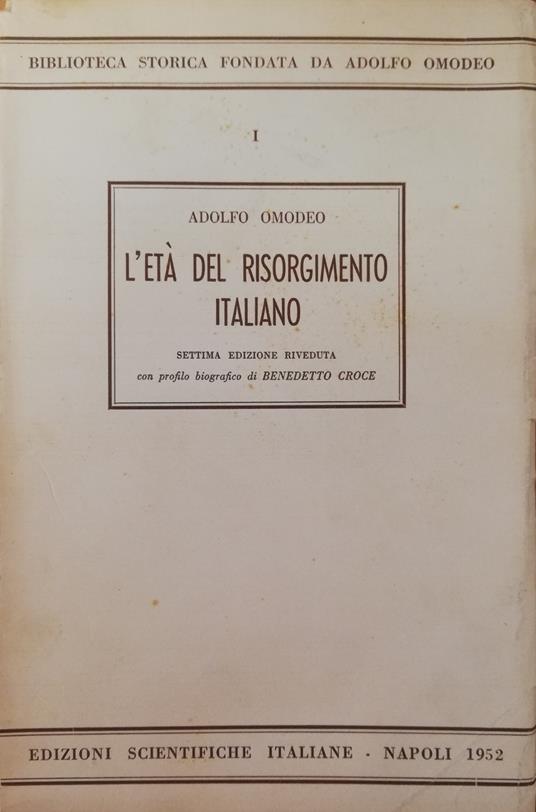 BIBLIOTECA STORICA FONDATA DA ADOLFO OMODEO
I
ADOLFO OMODEO
L'ETÀ DEL RISORGIMENTO
ITALIANO
SETTIMA EDIZIONE RIVEDUTA
con profilo biografico di BENEDETTO CROCE
EDIZIONI SCIENTIFICHE ITALIANE - NAPOLI 1952